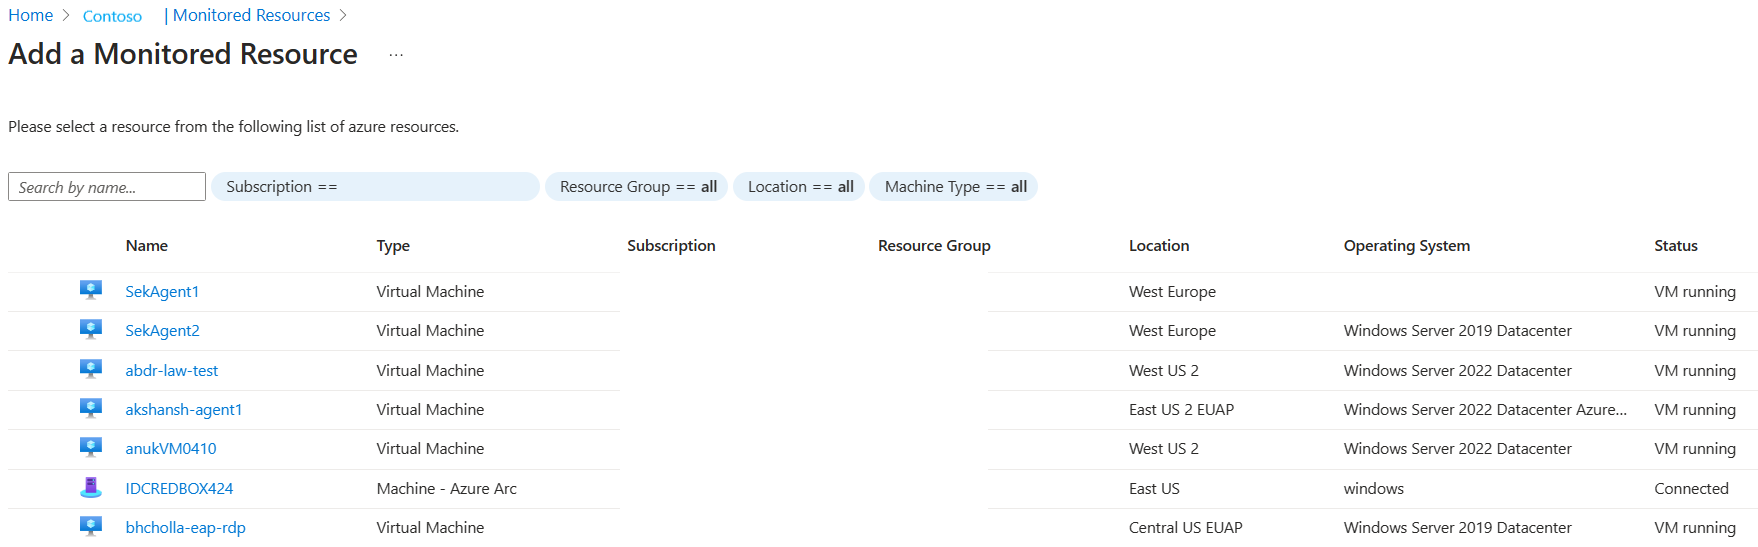 Home > Contoso | Monitored Resources >
Add a Monitored Resource ...
Please select a resource from the following list of azure resources.
Search by name... Subscription == Resource Group == all Location == all Machine Type == all
Name Type Subscription Resource Group Location Operating System Status
SekAgent1 Virtual Machine West Europe VM running
SekAgent2 Virtual Machine West Europe Windows Server 2019 Datacenter VM running
abdr-law-test Virtual Machine West US 2 Windows Server 2022 Datacenter VM running
akshansh-agent1 Virtual Machine East US 2 EUAP Windows Server 2022 Datacenter Azure... VM running
anukVM0410 Virtual Machine West US 2 Windows Server 2022 Datacenter VM running
IDCREDBOX424 Machine - Azure Arc East US windows Connected
bhcholla-eap-rdp Virtual Machine Central US EUAP Windows Server 2019 Datacenter VM running